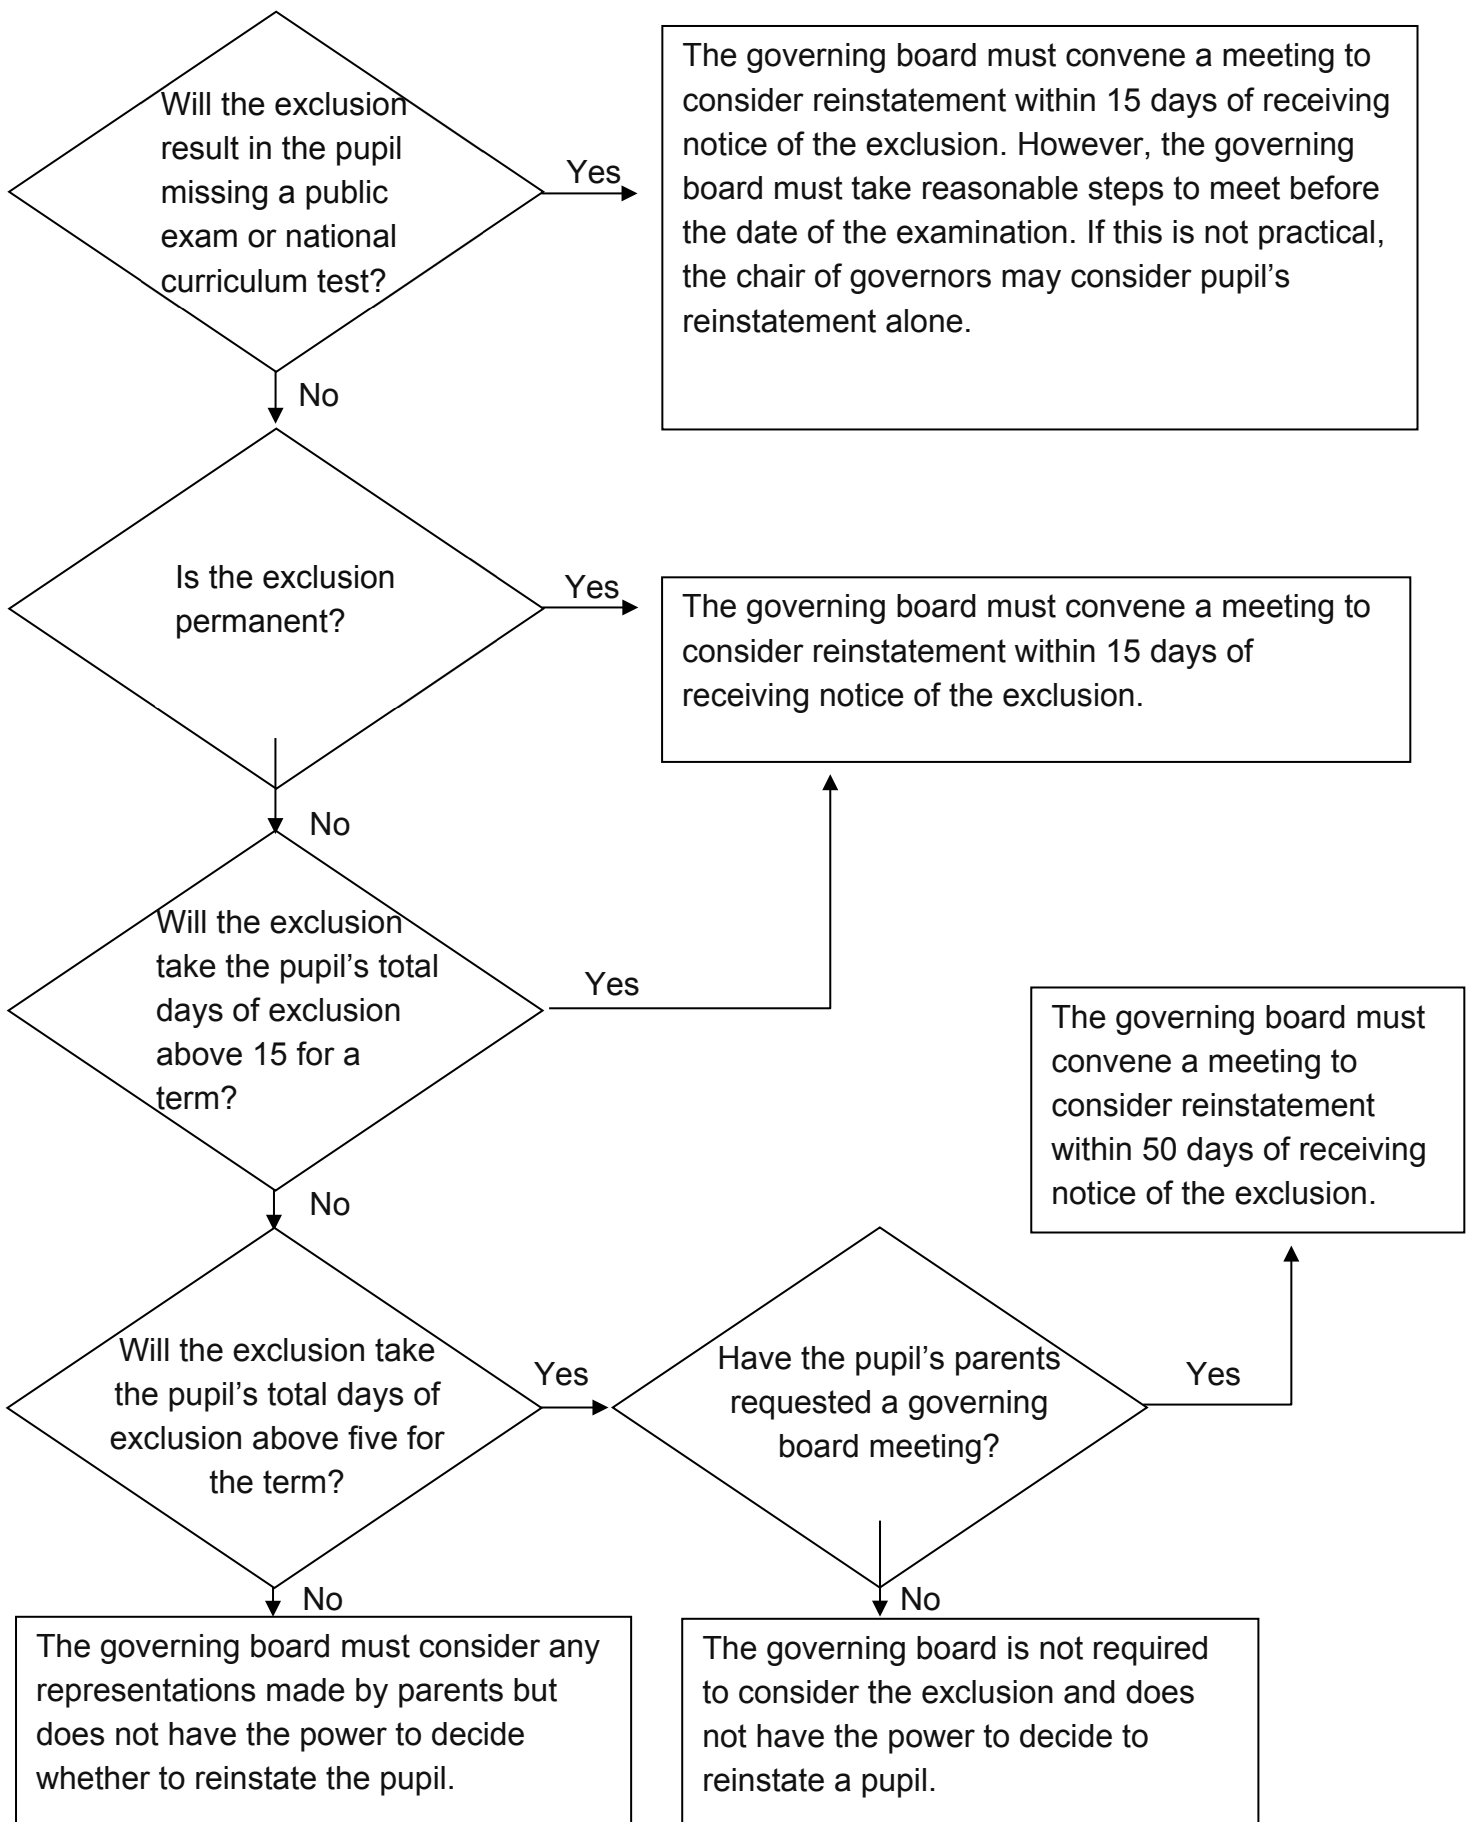 Will the exclusion
result in the pupil
missing a public
exam or national
curriculum test?
Yes
The governing board must convene a meeting to
consider reinstatement within 15 days of receiving
notice of the exclusion. However, the governing
board must take reasonable steps to meet before
the date of the examination. If this is not practical,
the chair of governors may consider pupil’s
reinstatement alone.
No
Is the exclusion
permanent?
Yes
The governing board must convene a meeting to
consider reinstatement within 15 days of
receiving notice of the exclusion.
No
Will the exclusion
take the pupil’s total
days of exclusion
above 15 for a
term?
Yes
The governing board must
convene a meeting to
consider reinstatement
within 50 days of receiving
notice of the exclusion.
No
Will the exclusion take
the pupil’s total days of
exclusion above five for
the term?
Yes
Have the pupil’s parents
requested a governing
board meeting?
Yes
No
The governing board must consider any
representations made by parents but
does not have the power to decide
whether to reinstate the pupil.
No
The governing board is not required
to consider the exclusion and does
not have the power to decide to
reinstate a pupil.